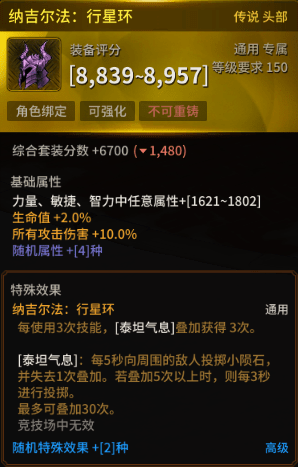 纳吉尔法：行星环 传说 头部
装备评分 通用 专属
[8,839~8,957] 等级要求 150
角色绑定 可强化 不可重铸
综合套装分数 +6700 (▼1,480)
基础属性
力量、敏捷、智力中任意属性+[1621~1802]
生命值 +2.0%
所有攻击伤害 +10.0%
随机属性 +[4]种
特殊效果
纳吉尔法：行星环 通用
每使用3次技能，[泰坦气息]叠加获得 3次。
[泰坦气息]：每5秒向周围的敌人投掷小陨石，
并失去1次叠加。若叠加5次以上时，则每3秒
进行投掷。
最多可叠加30次。
竞技场中无效
随机特殊效果 +[2]种 高级